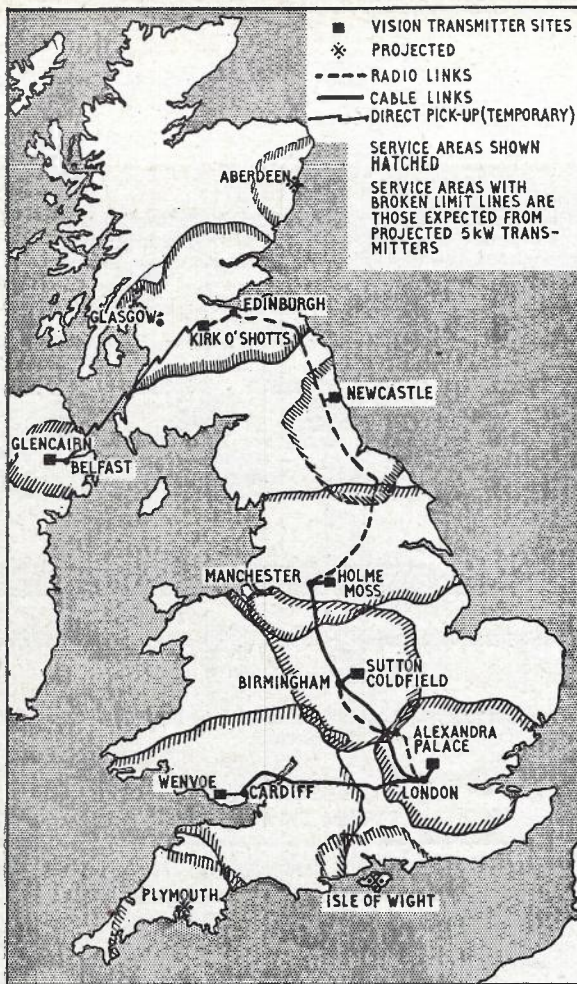 VISION TRANSMITTER SITES
PROJECTED
RADIO LINKS
CABLE LINKS
DIRECT PICK-UP (TEMPORARY)
SERVICE AREAS SHOWN
HATCHED
SERVICE AREAS WITH
BROKEN LIMIT LINES ARE
THOSE EXPECTED FROM
PROJECTED 5kW TRANS-
MITTERS
ABERDEEN
EDINBURGH
GLASGOW
KIRK O'SHOTTS
NEWCASTLE
GLENCAIRN
BELFAST
MANCHESTER
HOLME
MOSS
SUTTON
COLDFIELD
BIRMINGHAM
ALEXANDRA
PALACE
WENVOE
CARDIFF
LONDON
PLYMOUTH
ISLE OF WIGHT